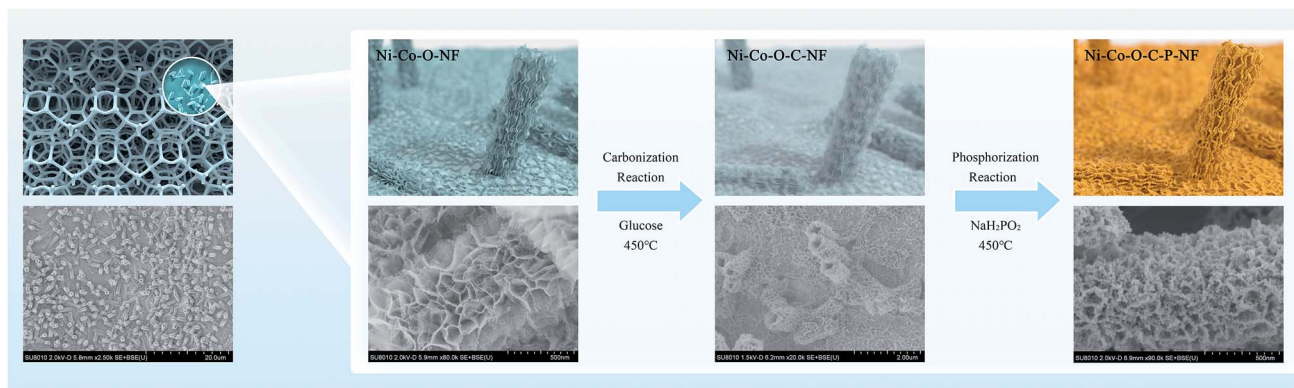 Ni-Co-O-NF
Ni-Co-O-C-NF
Ni-Co-O-C-P-NF
Carbonization
Reaction
Glucose
450℃
Phosphorization
Reaction
NaH₂PO₂
450℃
SU8010 2.0kV-D 5.8mm x2.50k SE+BSE(U) 20.0um
SU8010 2.0kV-D 5.9mm x80.0k SE+BSE(U) 500nm
SU8010 1.5kV-D 6.2mm x20.0k SE+BSE(U) 2.00um
SU8010 2.0kV-D 8.9mm x90.0k SE+BSE(U) 500nm